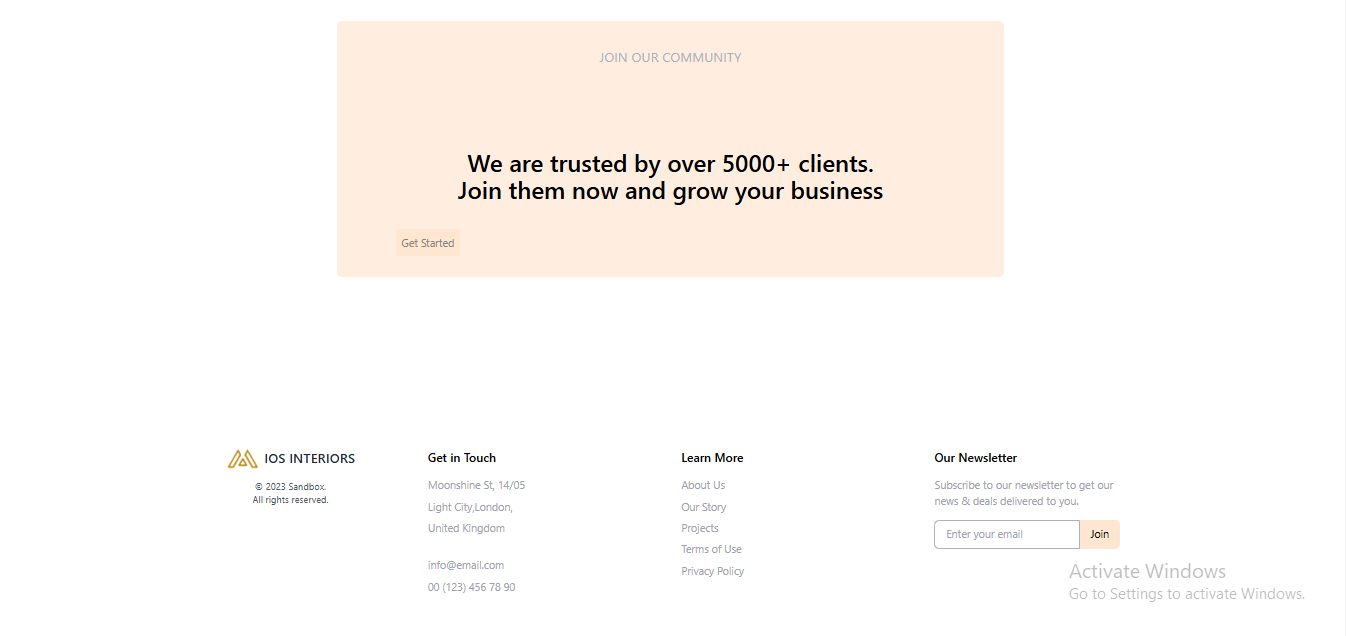 JOIN OUR COMMUNITY
We are trusted by over 5000+ clients.
Join them now and grow your business
Get Started
IOS INTERIORS
© 2023 Sandbox.
All rights reserved.
Get in Touch
Moonshine St, 14/05
Light City,London,
United Kingdom
info@email.com
00 (123) 456 78 90
Learn More
About Us
Our Story
Projects
Terms of Use
Privacy Policy
Our Newsletter
Subscribe to our newsletter to get our
news & deals delivered to you.
Enter your email
Join
Activate Windows
Go to Settings to activate Windows.